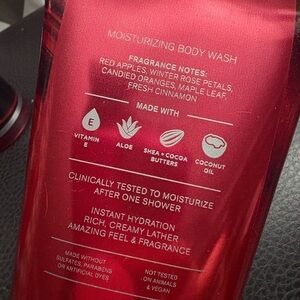 MOISTURIZING BODY WASH
FRAGRANCE NOTES:
RED APPLES, WINTER ROSE PETALS,
CANDIED ORANGES, MAPLE LEAF,
FRESH CINNAMON
MADE WITH
E
VITAMIN
E
ALOE
SHEA + COCOA
BUTTERS
COCONUT
OIL
CLINICALLY TESTED TO MOISTURIZE
AFTER ONE SHOWER
INSTANT HYDRATION
RICH, CREAMY LATHER
AMAZING FEEL & FRAGRANCE
MADE WITHOUT
SULFATES, PARABENS
OR ARTIFICIAL DYES
NOT TESTED
ON ANIMALS
& VEGAN